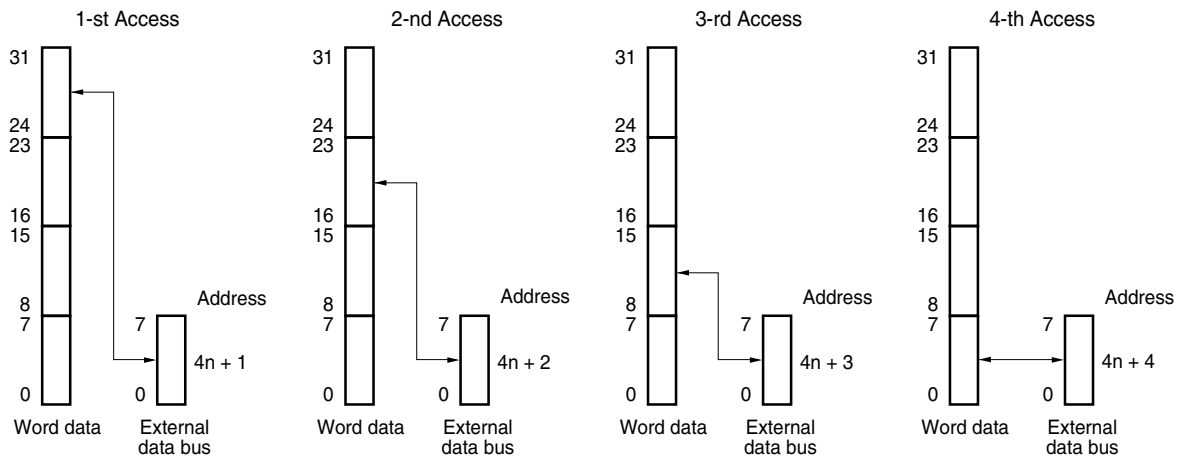 1-st Access
31
24
23
16
15
8
7
0
Address
7
4n + 1
0
Word data
External
data bus
2-nd Access
31
24
23
16
15
8
7
0
Address
7
4n + 2
0
Word data
External
data bus
3-rd Access
31
24
23
16
15
8
7
0
Address
7
4n + 3
0
Word data
External
data bus
4-th Access
31
24
23
16
15
8
7
0
Address
7
4n + 4
0
Word data
External
data bus